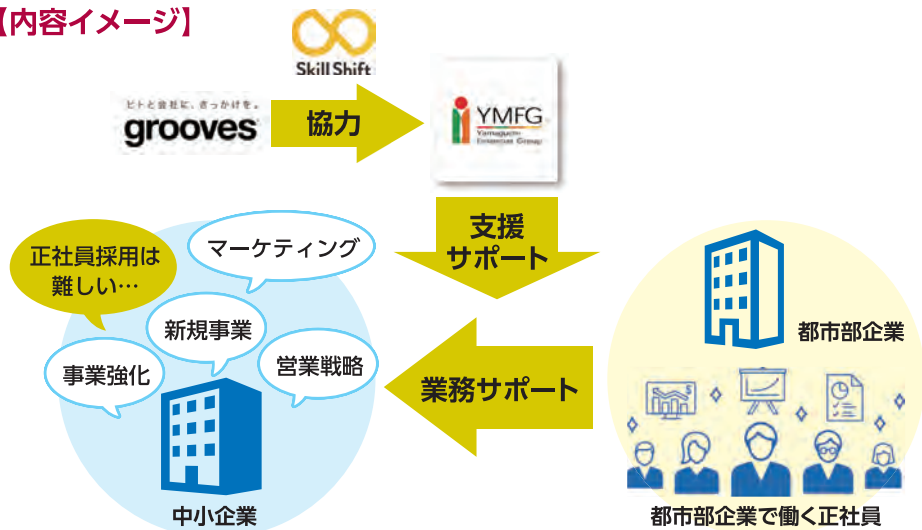 【内容イメージ】
Skill Shift
ヒトと会社に、きっかけを。
grooves
協力
YMFG
Yamaguchi
Financial Group
支援
サポート
正社員採用は
難しい…
マーケティング
新規事業
事業強化
営業戦略
中小企業
業務サポート
都市部企業
都市部企業で働く正社員